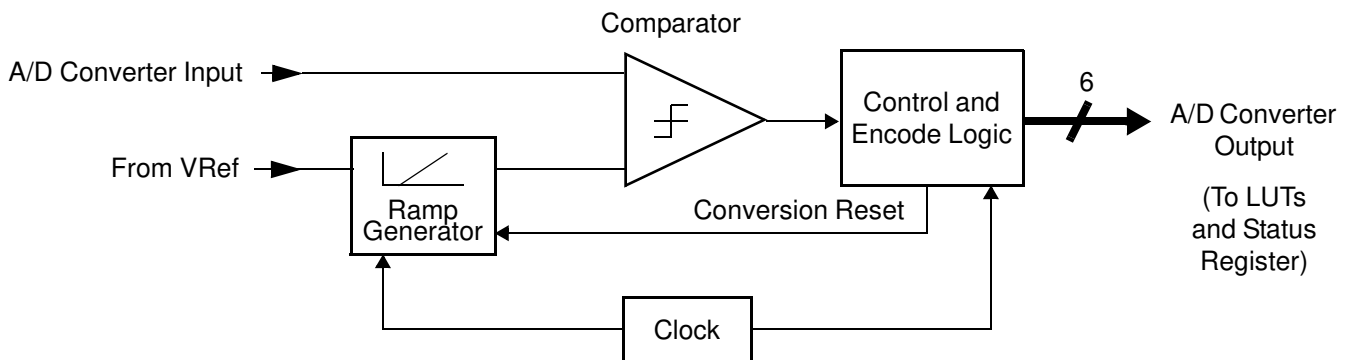 Comparator
A/D Converter Input
From VRef
Ramp
Generator
Control and
Encode Logic
6
A/D Converter
Output
(To LUTs
and Status
Register)
Conversion Reset
Clock